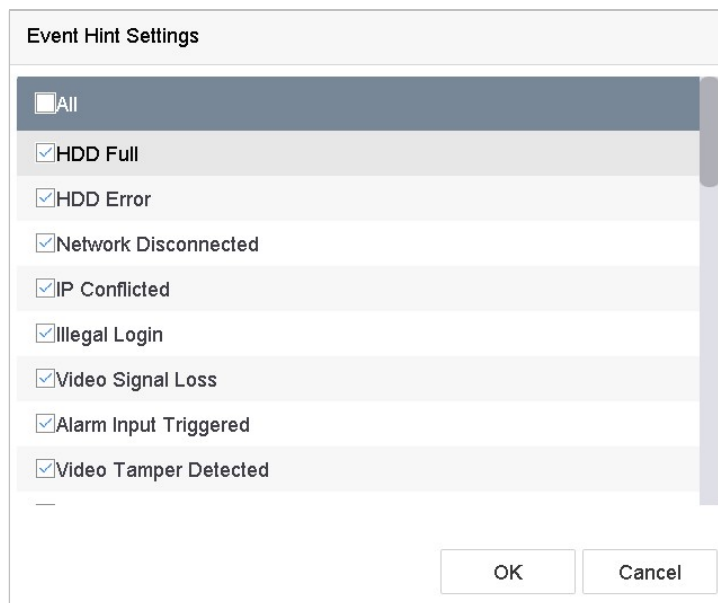 Event Hint Settings
All
HDD Full
HDD Error
Network Disconnected
IP Conflicted
Illegal Login
Video Signal Loss
Alarm Input Triggered
Video Tamper Detected
OK Cancel